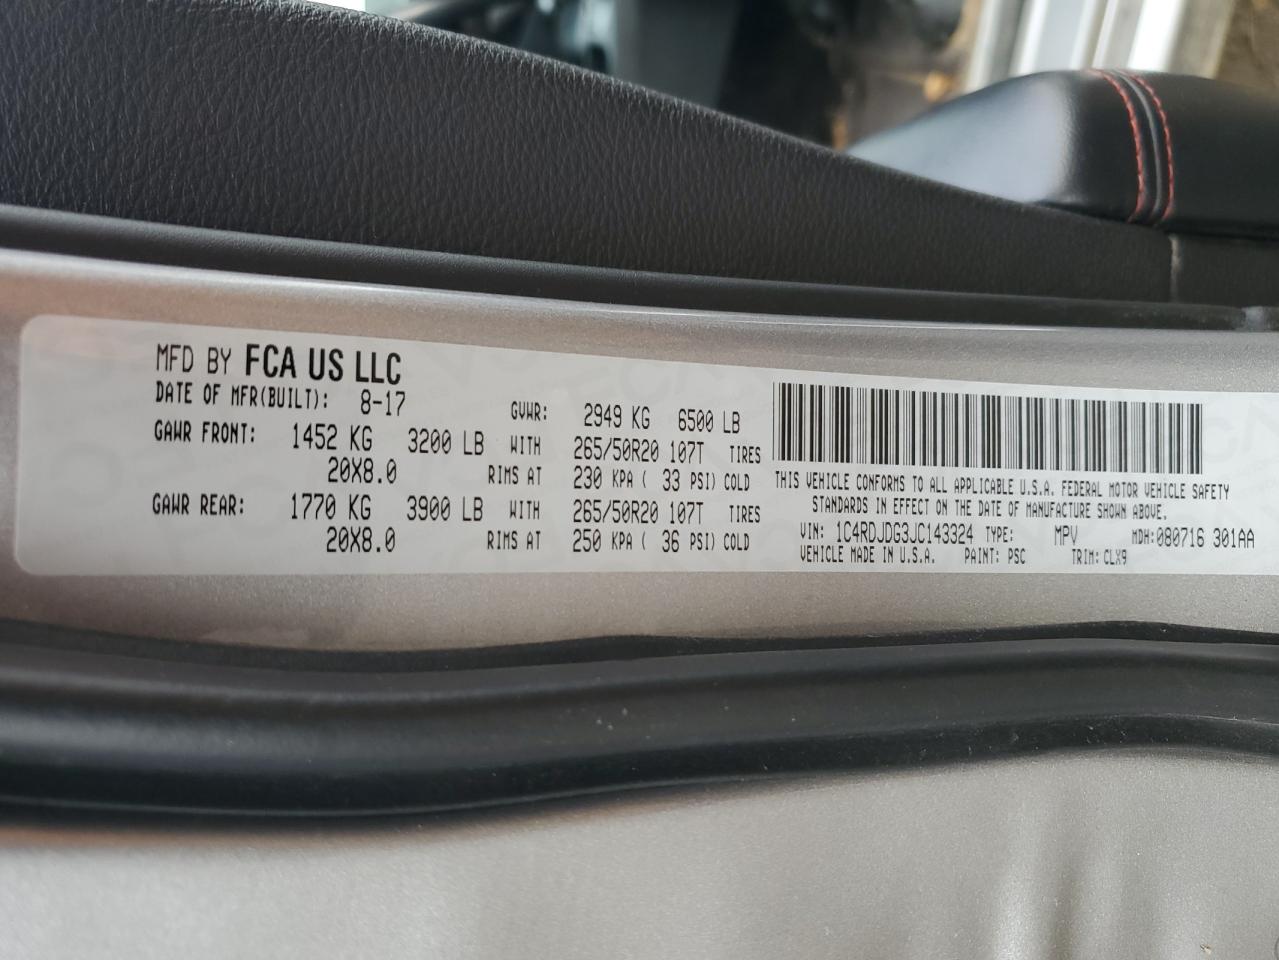 MFD BY FCA US LLC
DATE OF MFR(BUILT): 8-17 GVWR: 2949 KG 6500 LB
GAWR FRONT: 1452 KG 3200 LB WITH 265/50R20 107T TIRES
20X8.0 RIMS AT 230 KPA ( 33 PSI) COLD
GAWR REAR: 1770 KG 3900 LB WITH 265/50R20 107T TIRES
20X8.0 RIMS AT 250 KPA ( 36 PSI) COLD
THIS VEHICLE CONFORMS TO ALL APPLICABLE U.S.A. FEDERAL MOTOR VEHICLE SAFETY
STANDARDS IN EFFECT ON THE DATE OF MANUFACTURE SHOWN ABOVE.
VIN: 1C4RDJDG3JC143324 TYPE: MPV MDH:080716 301AA
VEHICLE MADE IN U.S.A. PAINT: PSC TRIM: CLX9